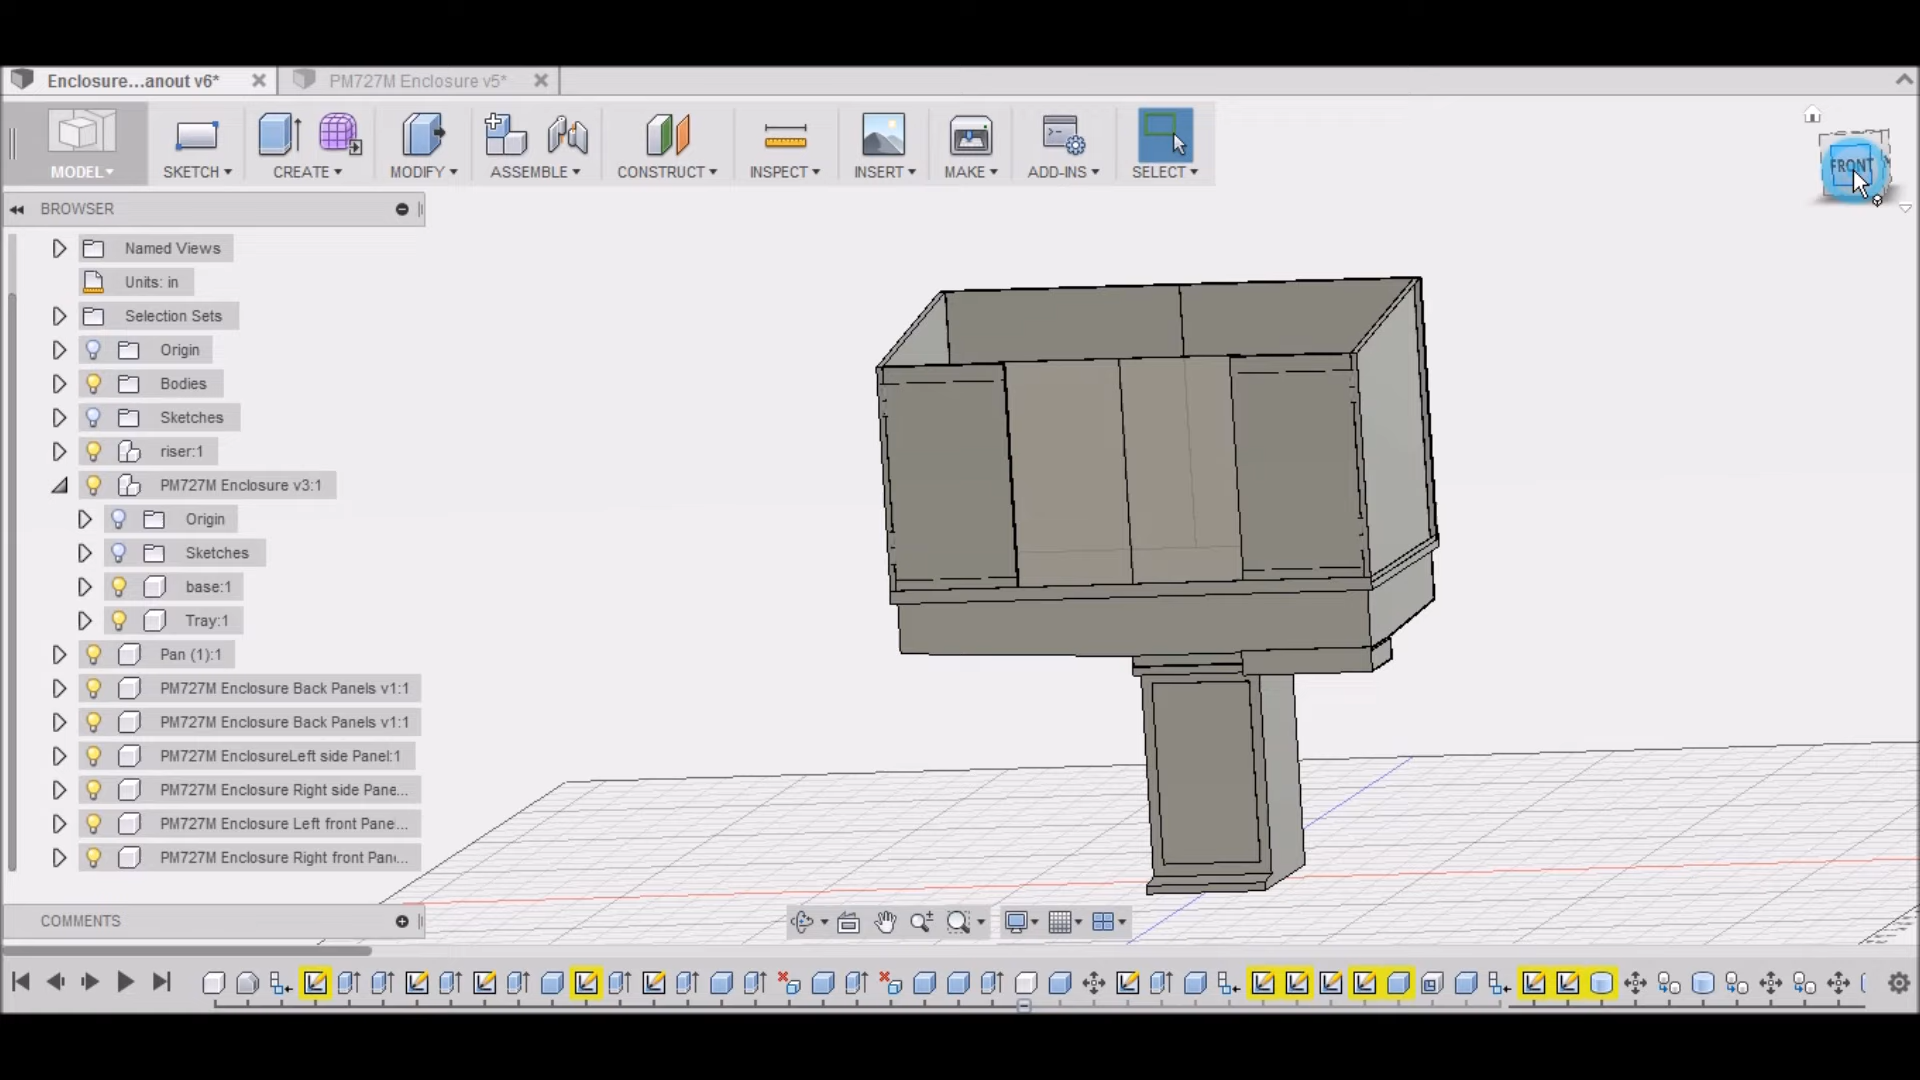 Enclosure...anout v6*
PM727M Enclosure v5*
MODEL
SKETCH
CREATE
MODIFY
ASSEMBLE
CONSTRUCT
INSPECT
INSERT
MAKE
ADD-INS
SELECT
FRONT
BROWSER
Named Views
Units: in
Selection Sets
Origin
Bodies
Sketches
riser:1
PM727M Enclosure v3:1
Origin
Sketches
base:1
Tray:1
Pan (1):1
PM727M Enclosure Back Panels v1:1
PM727M Enclosure Back Panels v1:1
PM727M EnclosureLeft side Panel:1
PM727M Enclosure Right side Pane...
PM727M Enclosure Left front Pane...
PM727M Enclosure Right front Pan...
COMMENTS